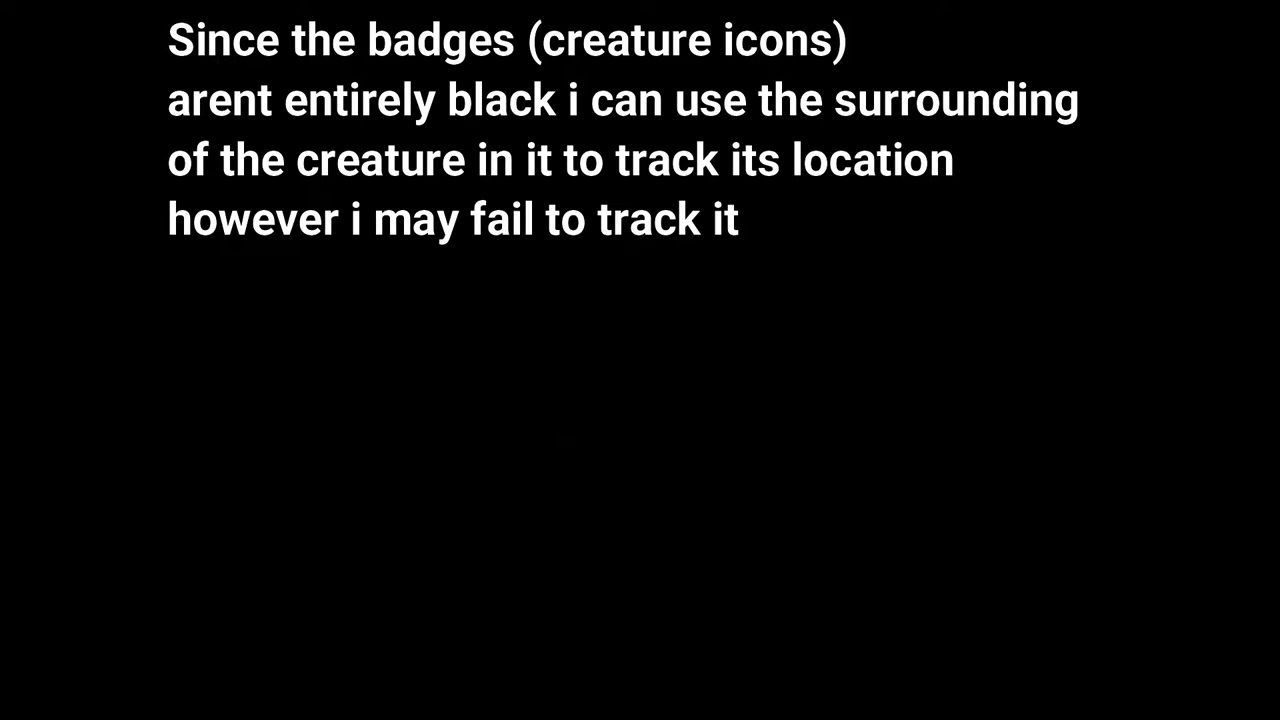 Since the badges (creature icons)
arent entirely black i can use the surrounding
of the creature in it to track its location
however i may fail to track it